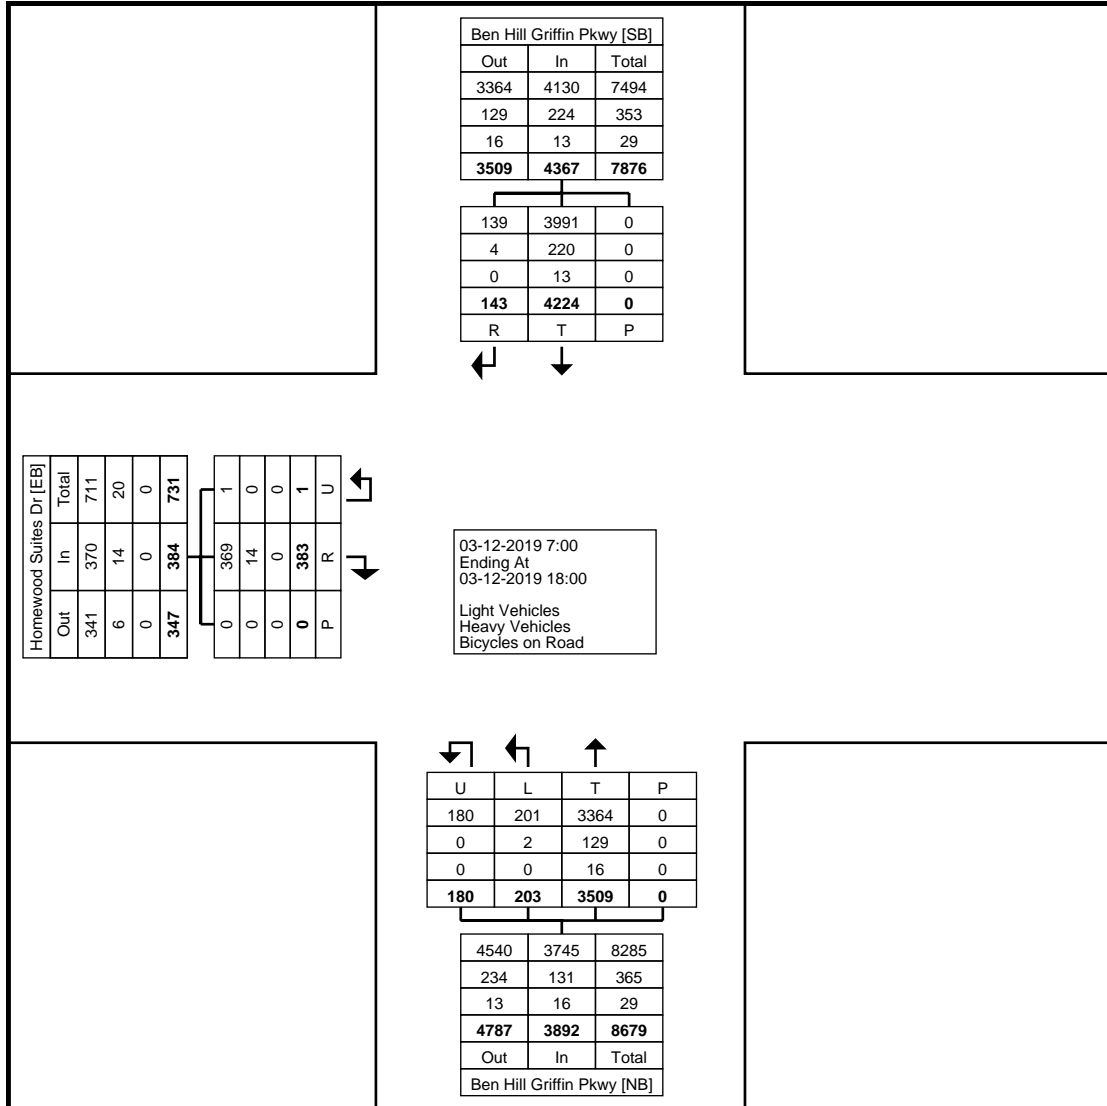 Ben Hill Griffin Pkwy [SB]
Out In Total
3364 4130 7494
129 224 353
16 13 29
3509 4367 7876
139 3991 0
4 220 0
0 13 0
143 4224 0
R T P
Homewood Suites Dr [EB]
Out In Total
341 370 711
6 14 20
0 0 0
347 384 731
0 369 1
0 14 0
0 0 0
0 383 1
P R U
03-12-2019 7:00
Ending At
03-12-2019 18:00
Light Vehicles
Heavy Vehicles
Bicycles on Road
U L T P
180 201 3364 0
0 2 129 0
0 0 16 0
180 203 3509 0
4540 3745 8285
234 131 365
13 16 29
4787 3892 8679
Out In Total
Ben Hill Griffin Pkwy [NB]